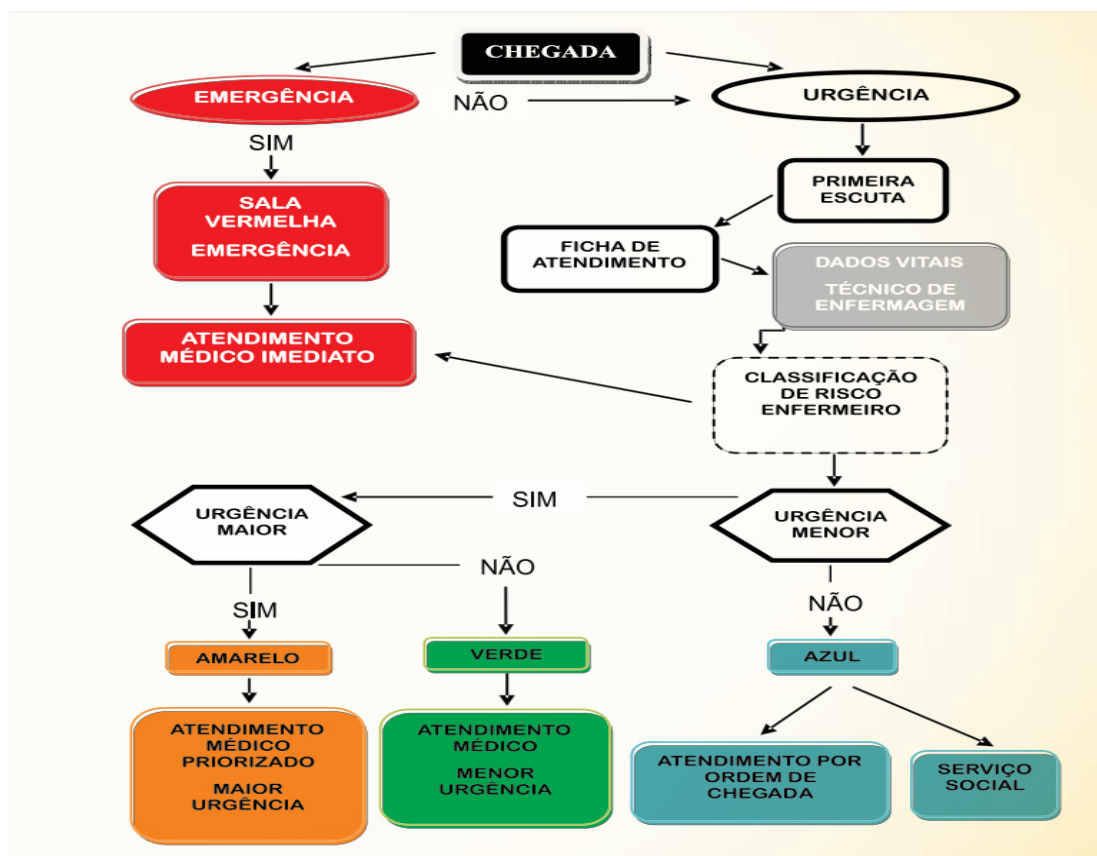 CHEGADA
EMERGÊNCIA
NÃO
URGÊNCIA
SIM
PRIMEIRA
ESCUTA
SALA
VERMELHA
EMERGÊNCIA
FICHA DE
ATENDIMENTO
DADOS VITAIS
TÉCNICO DE
ENFERMAGEM
ATENDIMENTO
MÉDICO IMEDIATO
CLASSIFICAÇÃO
DE RISCO
ENFERMEIRO
URGÊNCIA
MAIOR
SIM
URGÊNCIA
MENOR
NÃO
SIM
NÃO
AMARELO
VERDE
AZUL
ATENDIMENTO
MÉDICO
PRIORIZADO
MAIOR
URGÊNCIA
ATENDIMENTO
MÉDICO
MENOR
URGÊNCIA
ATENDIMENTO POR
ORDEM DE
CHEGADA
SERVIÇO
SOCIAL